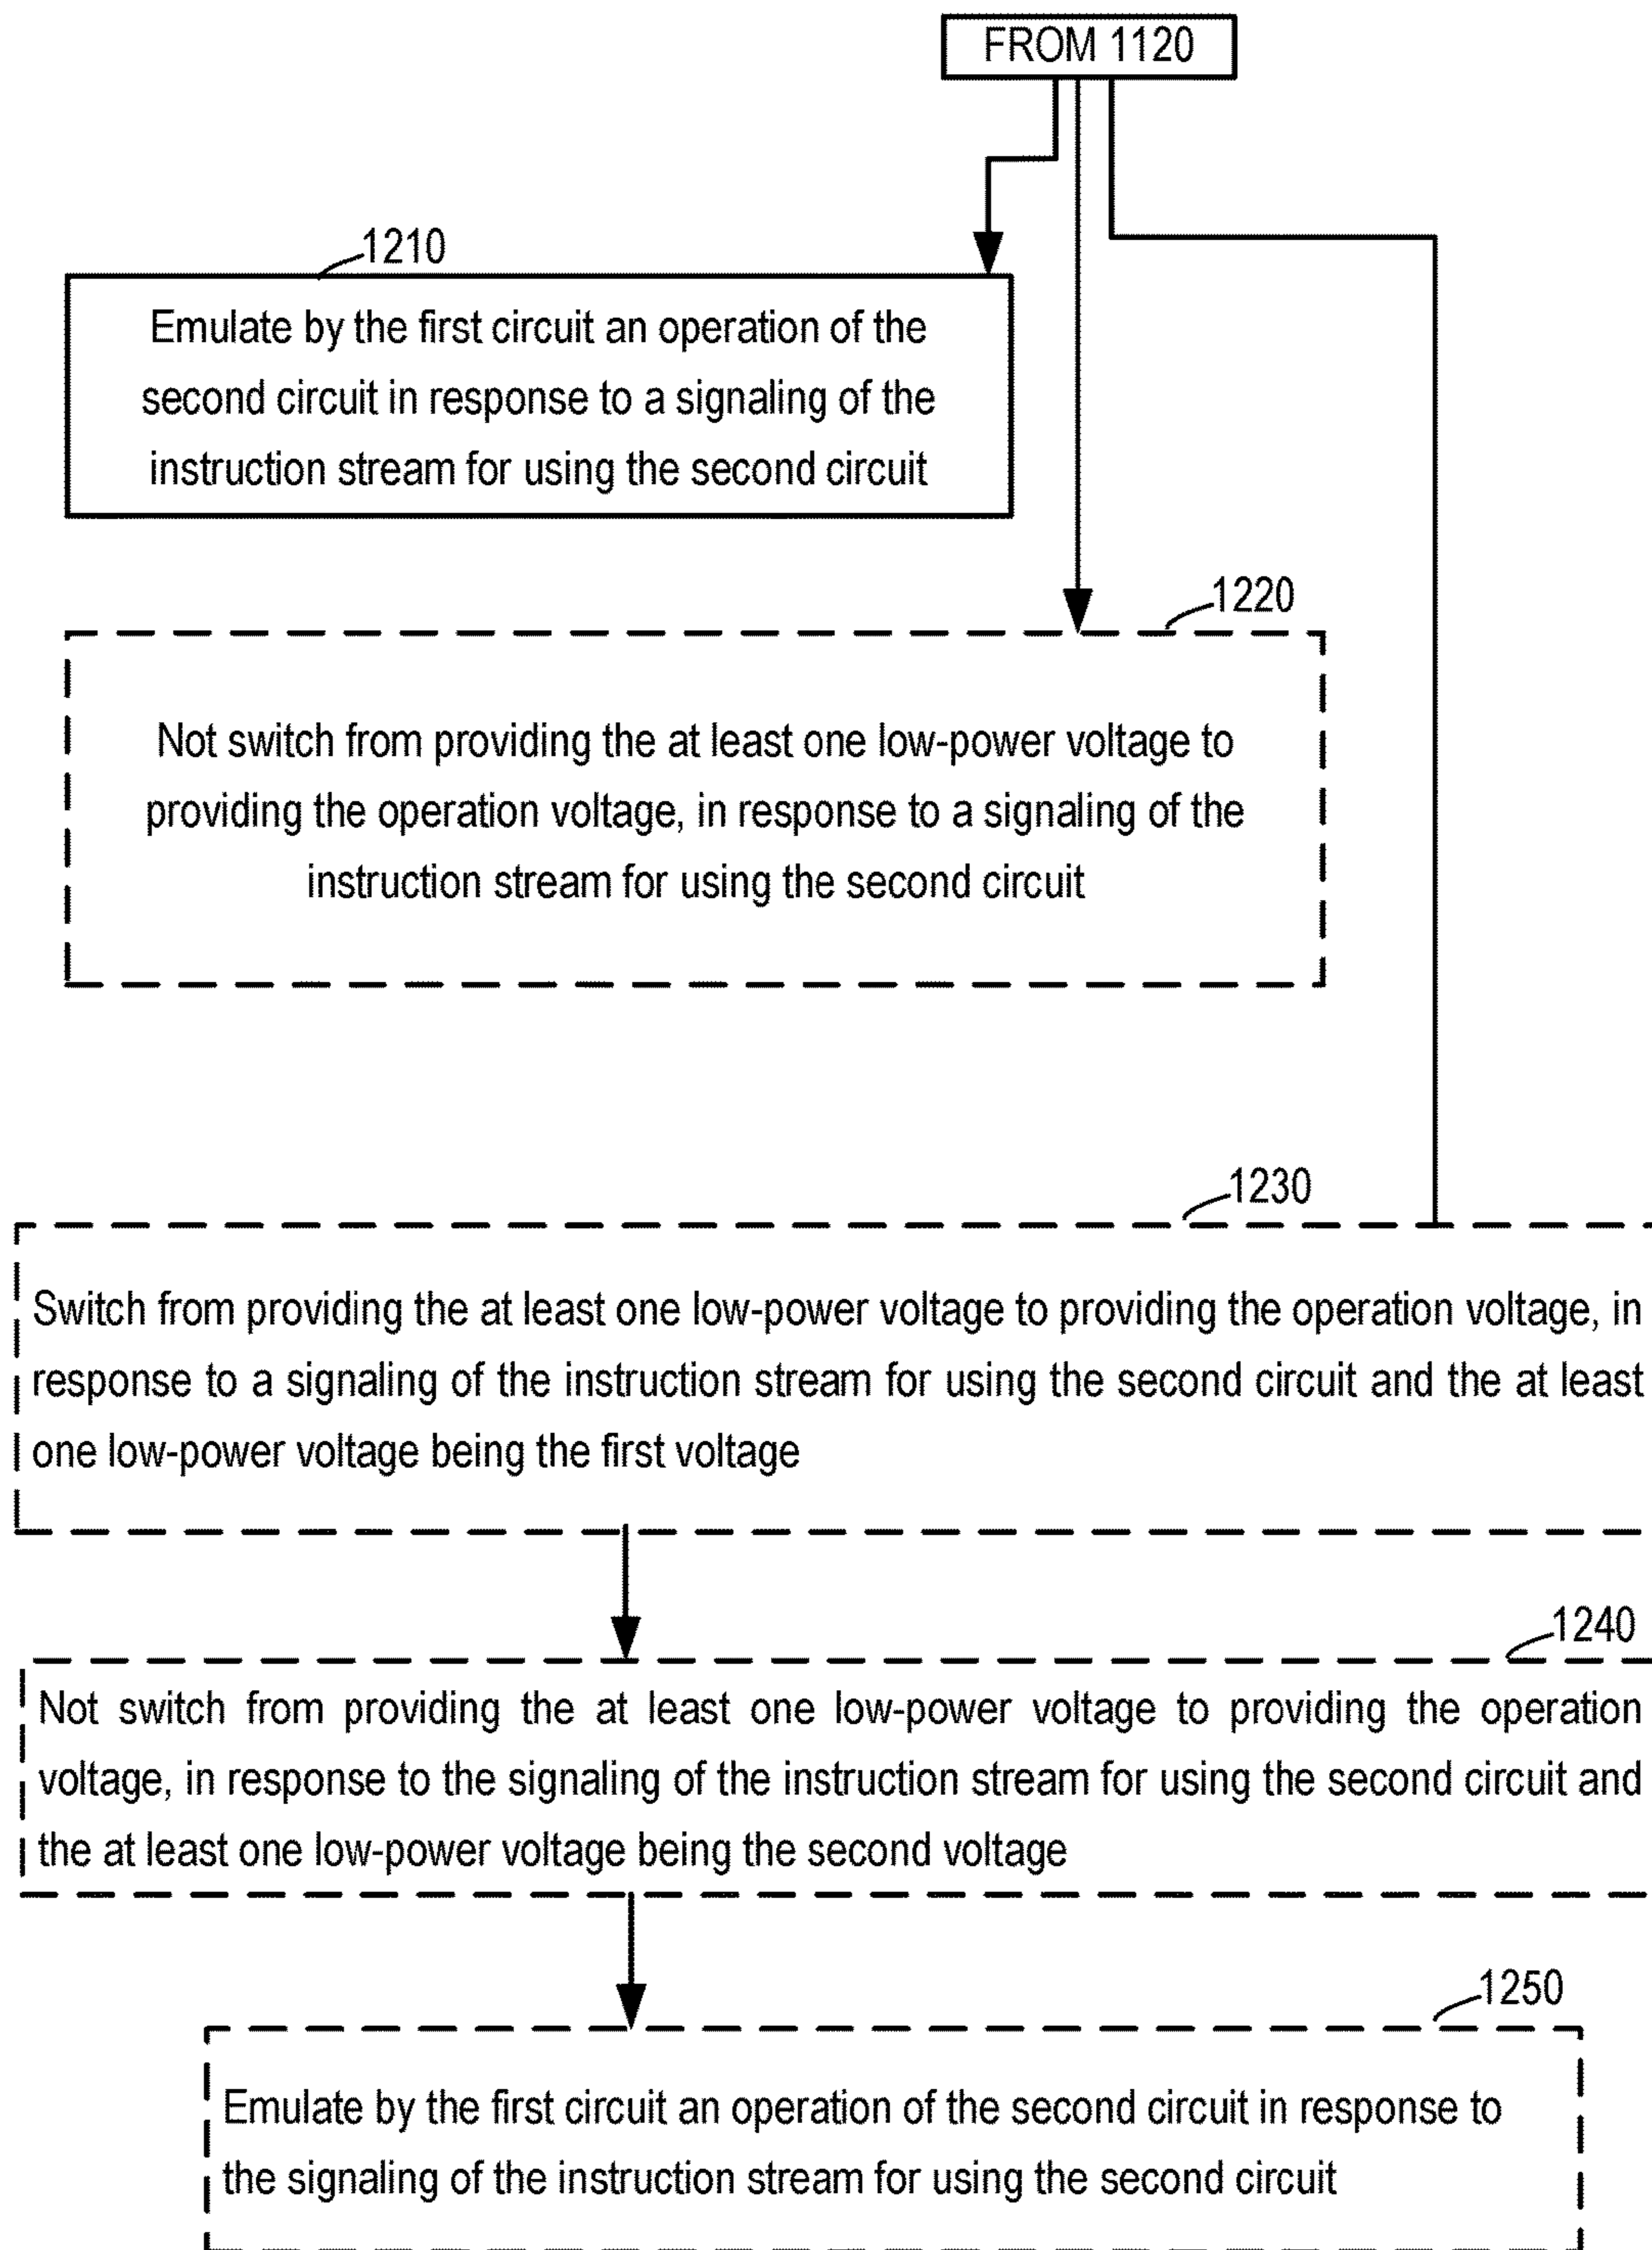 FROM 1120
1210
Emulate by the first circuit an operation of the
second circuit in response to a signaling of the
instruction stream for using the second circuit
1220
Not switch from providing the at least one low-power voltage to
providing the operation voltage, in response to a signaling of the
instruction stream for using the second circuit
1230
Switch from providing the at least one low-power voltage to providing the operation voltage, in
response to a signaling of the instruction stream for using the second circuit and the at least
one low-power voltage being the first voltage
1240
Not switch from providing the at least one low-power voltage to providing the operation
voltage, in response to the signaling of the instruction stream for using the second circuit and
the at least one low-power voltage being the second voltage
1250
Emulate by the first circuit an operation of the second circuit in response to
the signaling of the instruction stream for using the second circuit